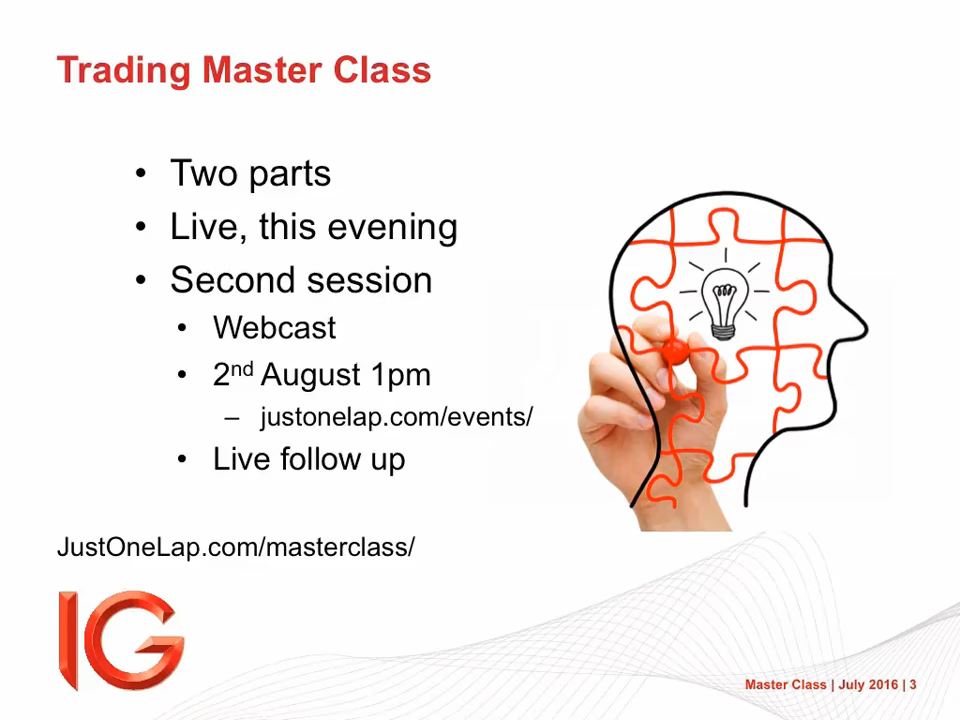 Trading Master Class
• Two parts
• Live, this evening
• Second session
• Webcast
• 2nd August 1pm
– justonelap.com/events/
• Live follow up
JustOneLap.com/masterclass/
IG
Master Class | July 2016 | 3